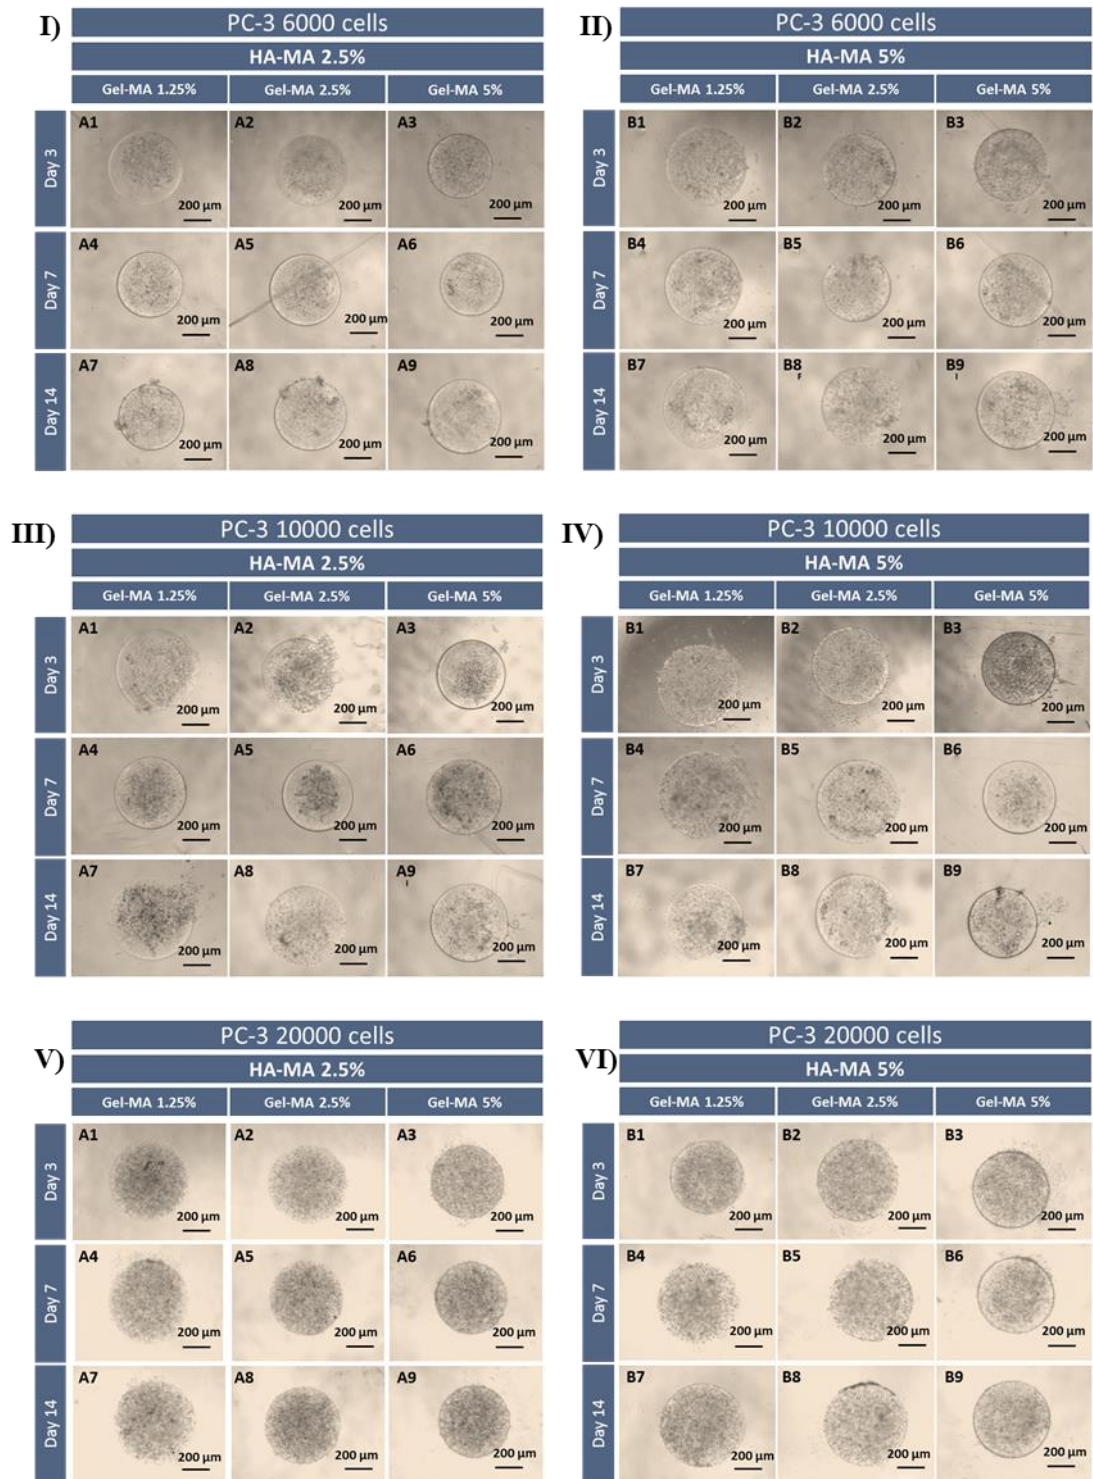 I)
PC-3 6000 cells
HA-MA 2.5%
Gel-MA 1.25% Gel-MA 2.5% Gel-MA 5%
Day 3
A1 A2 A3
200 µm 200 µm 200 µm
Day 7
A4 A5 A6
200 µm 200 µm 200 µm
Day 14
A7 A8 A9
200 µm 200 µm 200 µm
II)
PC-3 6000 cells
HA-MA 5%
Gel-MA 1.25% Gel-MA 2.5% Gel-MA 5%
Day 3
B1 B2 B3
200 µm 200 µm 200 µm
Day 7
B4 B5 B6
200 µm 200 µm 200 µm
Day 14
B7 B8 B9
200 µm 200 µm 200 µm
III)
PC-3 10000 cells
HA-MA 2.5%
Gel-MA 1.25% Gel-MA 2.5% Gel-MA 5%
Day 3
A1 A2 A3
200 µm 200 µm 200 µm
Day 7
A4 A5 A6
200 µm 200 µm 200 µm
Day 14
A7 A8 A9
200 µm 200 µm 200 µm
IV)
PC-3 10000 cells
HA-MA 5%
Gel-MA 1.25% Gel-MA 2.5% Gel-MA 5%
Day 3
B1 B2 B3
200 µm 200 µm 200 µm
Day 7
B4 B5 B6
200 µm 200 µm 200 µm
Day 14
B7 B8 B9
200 µm 200 µm 200 µm
V)
PC-3 20000 cells
HA-MA 2.5%
Gel-MA 1.25% Gel-MA 2.5% Gel-MA 5%
Day 3
A1 A2 A3
200 µm 200 µm 200 µm
Day 7
A4 A5 A6
200 µm 200 µm 200 µm
Day 14
A7 A8 A9
200 µm 200 µm 200 µm
VI)
PC-3 20000 cells
HA-MA 5%
Gel-MA 1.25% Gel-MA 2.5% Gel-MA 5%
Day 3
B1 B2 B3
200 µm 200 µm 200 µm
Day 7
B4 B5 B6
200 µm 200 µm 200 µm
Day 14
B7 B8 B9
200 µm 200 µm 200 µm